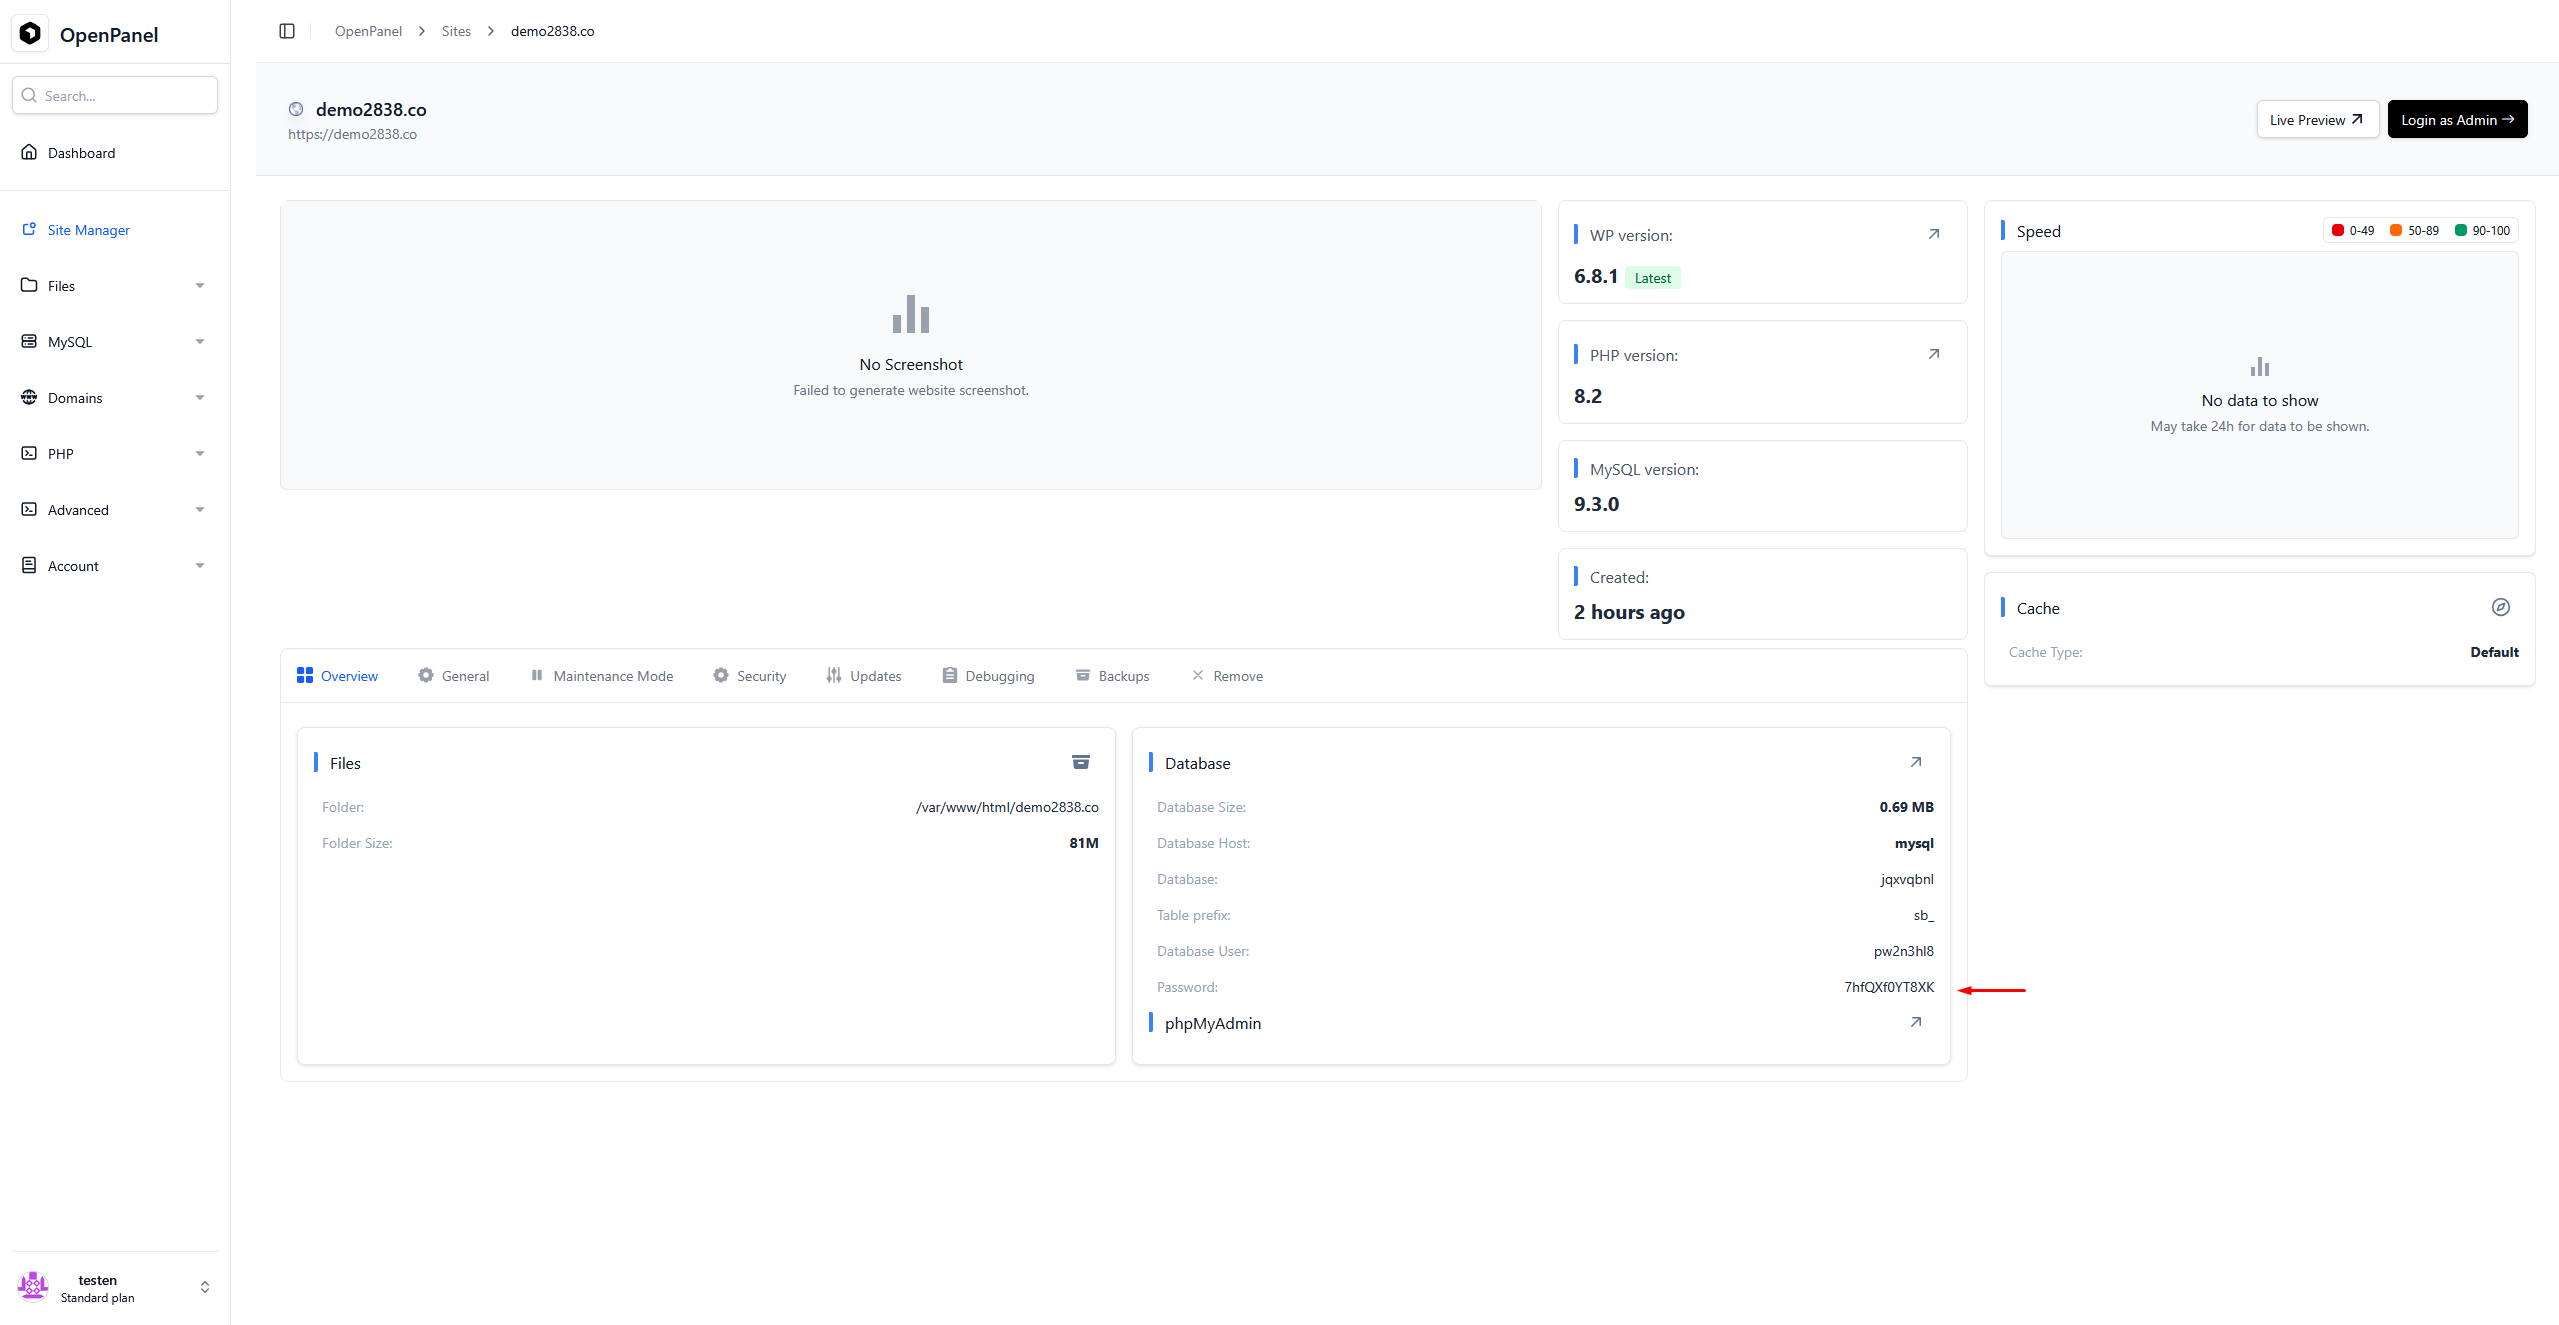 OpenPanel
Search...
Dashboard
Site Manager
Files
MySQL
Domains
PHP
Advanced
Account
testen
Standard plan
OpenPanel > Sites > demo2838.co
demo2838.co
https://demo2838.co
Live Preview
Login as Admin
No Screenshot
Failed to generate website screenshot.
WP version:
6.8.1 Latest
PHP version:
8.2
MySQL version:
9.3.0
Created:
2 hours ago
Speed
0-49 50-89 90-100
No data to show
May take 24h for data to be shown.
Cache
Cache Type: Default
Overview General Maintenance Mode Security Updates Debugging Backups Remove
Files
Folder: /var/www/html/demo2838.co
Folder Size: 81M
Database
Database Size: 0.69 MB
Database Host: mysql
Database: jqxvqbnl
Table prefix: sb_
Database User: pw2n3hl8
Password: 7hfQXf0YT8XK
phpMyAdmin